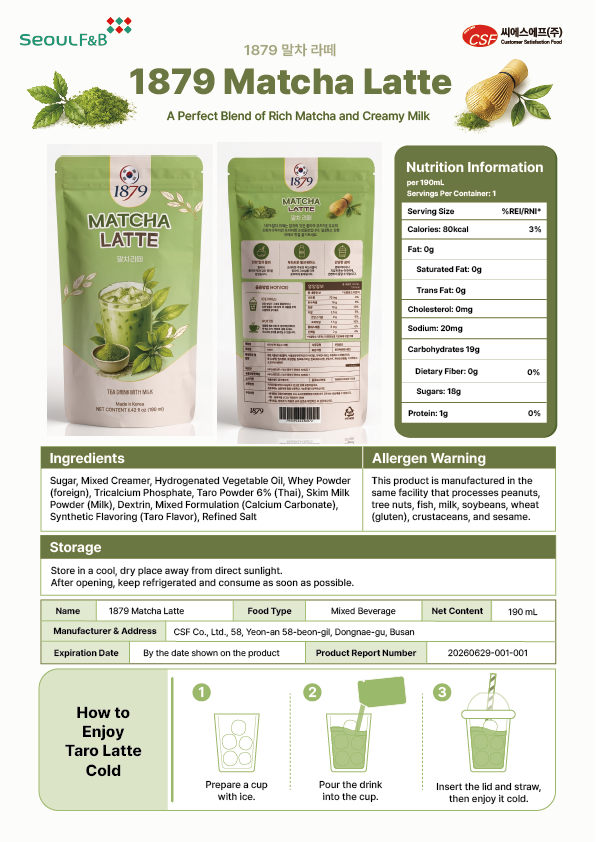 SEOULF&B
CSF
씨에스에프(주)
Customer Satisfaction Food
1879 말차 라떼
1879 Matcha Latte
A Perfect Blend of Rich Matcha and Creamy Milk
1879
MATCHA
LATTE
말차라떼
TEA DRINK WITH MILK
Made in Korea
NET CONTENT 6.42 fl oz (190 ml)
1879
MATCHA
LATTE
말차라떼
1879
Nutrition Information
per 190mL
Servings Per Container: 1
Serving Size %REI/RNI*
Calories: 80kcal 3%
Fat: 0g
Saturated Fat: 0g
Trans Fat: 0g
Cholesterol: 0mg
Sodium: 20mg
Carbohydrates 19g
Dietary Fiber: 0g 0%
Sugars: 18g
Protein: 1g 0%
Ingredients
Sugar, Mixed Creamer, Hydrogenated Vegetable Oil, Whey Powder
(foreign), Tricalcium Phosphate, Taro Powder 6% (Thai), Skim Milk
Powder (Milk), Dextrin, Mixed Formulation (Calcium Carbonate),
Synthetic Flavoring (Taro Flavor), Refined Salt
Allergen Warning
This product is manufactured in the
same facility that processes peanuts,
tree nuts, fish, milk, soybeans, wheat
(gluten), crustaceans, and sesame.
Storage
Store in a cool, dry place away from direct sunlight.
After opening, keep refrigerated and consume as soon as possible.
Name 1879 Matcha Latte Food Type Mixed Beverage Net Content 190 mL
Manufacturer & Address CSF Co., Ltd., 58, Yeon-an 58-beon-gil, Dongnae-gu, Busan
Expiration Date By the date shown on the product Product Report Number 20260629-001-001
How to
Enjoy
Taro Latte
Cold
1
Prepare a cup
with ice.
2
Pour the drink
into the cup.
3
Insert the lid and straw,
then enjoy it cold.